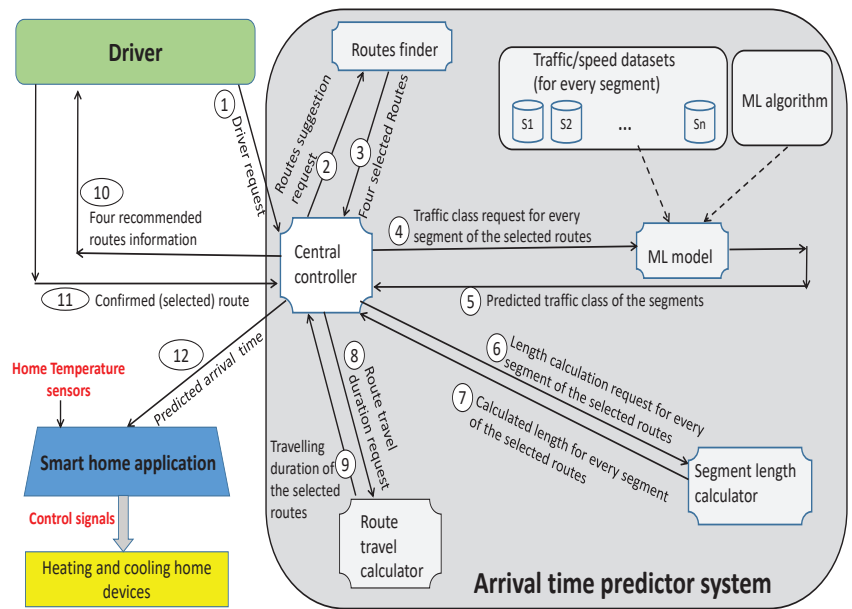 Driver
Routes finder
Traffic/speed datasets
(for every segment)
S1
S2
...
Sn
ML algorithm
1
Driver request
Routes suggestion
request
2
3
Four selected Routes
10
Four recommended
routes information
4
Traffic class request for every
segment of the selected routes
Central
controller
ML model
11
Confirmed (selected) route
5
Predicted traffic class of the segments
12
Predicted arrival time
Home Temperature
sensors
8
Route travel
duration request
6
Length calculation request for every
segment of the selected routes
7
Calculated length for every segment
of the selected routes
Smart home application
Travelling
duration of
the selected
routes
9
Segment length
calculator
Control signals
Route
travel
calculator
Heating and cooling home
devices
Arrival time predictor system